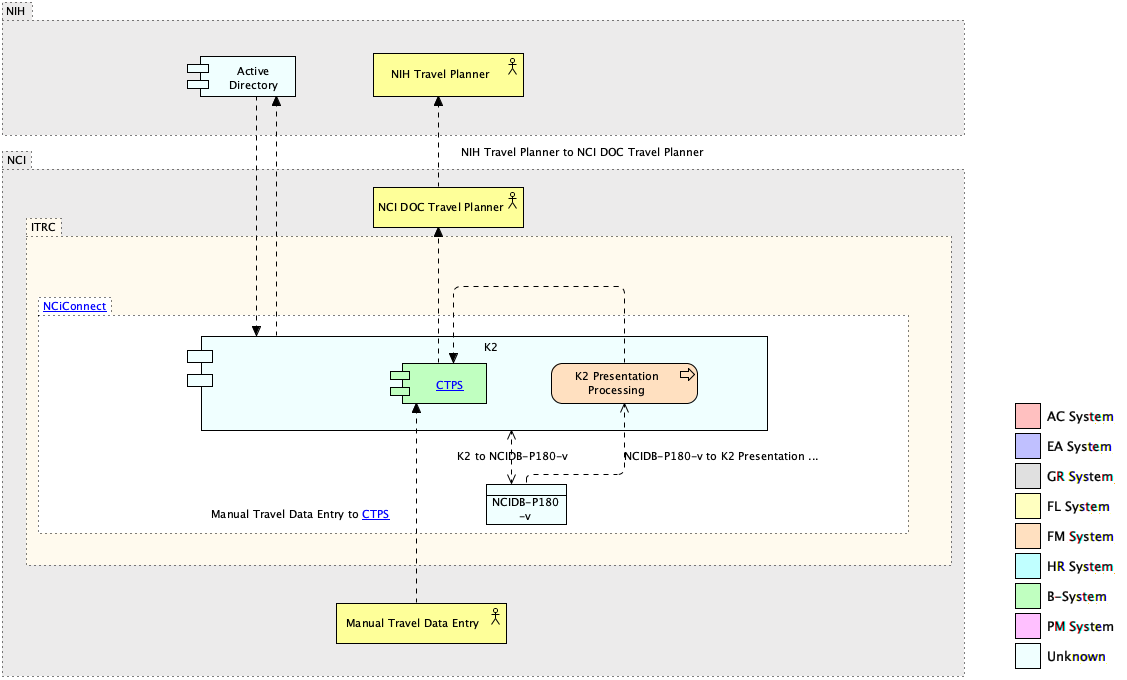 NIH
Active
Directory
NIH Travel Planner
NIH Travel Planner to NCI DOC Travel Planner
NCI
NCI DOC Travel Planner
ITRC
NCiConnect
K2
CTPS
K2 Presentation
Processing
K2 to NCIDB-P180-v
NCIDB-P180-v to K2 Presentation ...
NCIDB-P180
-v
Manual Travel Data Entry to CTPS
Manual Travel Data Entry
AC System
EA System
GR System
FL System
FM System
HR System
B-System
PM System
Unknown